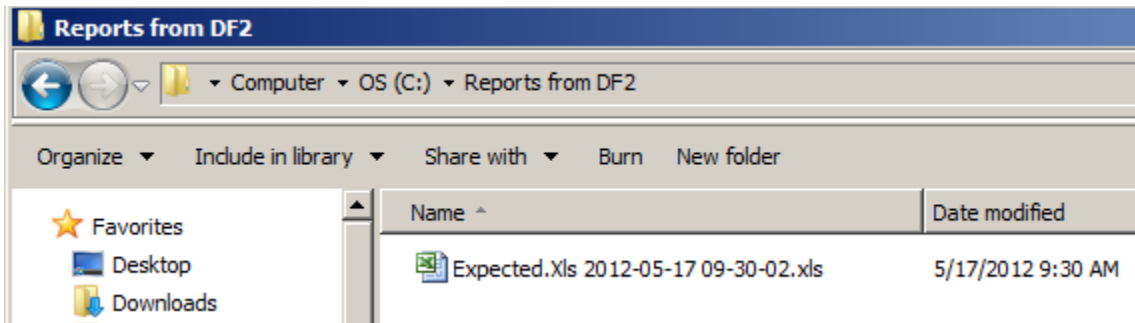 Reports from DF2
Computer OS (C:) Reports from DF2
Organize Include in library Share with Burn New folder
Favorites
Desktop
Downloads
Name Date modified
Expected.Xls 2012-05-17 09-30-02.xls 5/17/2012 9:30 AM